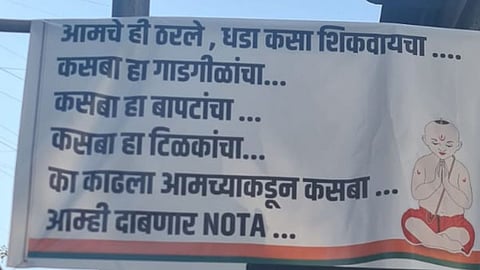 आमचे ही ठरले , धडा कसा शिकवायचा ....
कसबा हा गाडगीळांचा...
कसबा हा बापटांचा ...
कसबा हा टिळकांचा...
का काढला आमच्याकडून कसबा ...
आम्ही दाबणार NOTA ...